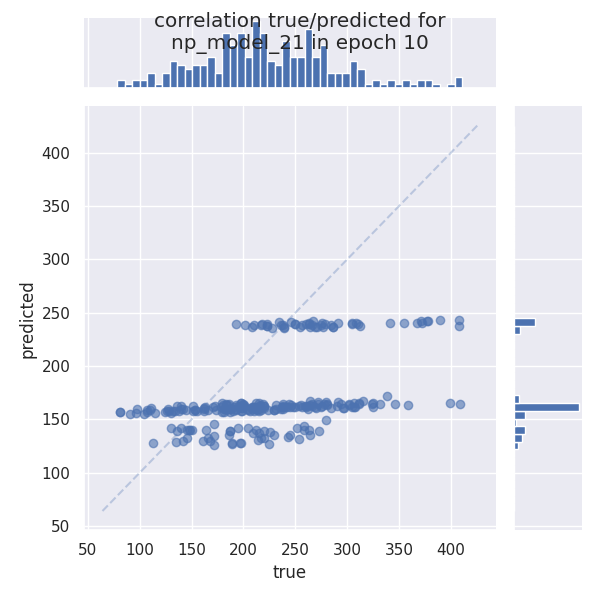 correlation true/predicted for
np_model_21 in epoch 10
400
350
300
250
200
150
100
50
predicted
50 100 150 200 250 300 350 400
true